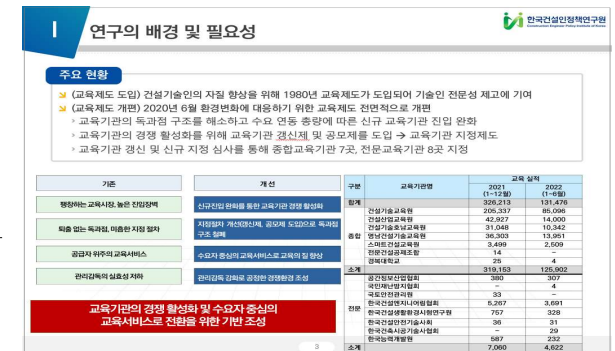 I 연구의 배경 및 필요성
한국건설인정책연구원
주요 현황
(교육제도 도입) 건설기술인의 자질 향상을 위해 1980년 교육제도가 도입되어 기술인 전문성 제고에 기여
(교육제도 개편) 2020년 6월 환경변화에 대응하기 위한 교육제도 전면적으로 개편
› 교육기관의 독과점 구조를 해소하고 수요 연동 총량에 따른 신규 교육기관 진입 완화
› 교육기관의 경쟁 활성화를 위해 교육기관 갱신제 및 공모제를 도입 → 교육기관 지정제도
› 교육기관 갱신 및 신규 지정 심사를 통해 종합교육기관 7곳, 전문교육기관 8곳 지정
기존 개선
팽창하는 교육시장, 높은 진입장벽 신규진입 완화를 통한 교육기관 경쟁 활성화
퇴출 없는 독과점, 미흡한 지정 절차 지정절차 개선(갱신제, 공모제 도입)으로 독과점
구조 철폐
공급자 위주의 교육서비스 수요자 중심의 교육서비스로 교육의 질 향상
관리감독의 실효성 저하 관리감독 강화로 공정한 경쟁환경 조성
교육기관의 경쟁 활성화 및 수요자 중심의
교육서비스로 전환을 위한 기반 조성
구분 교육기관명 교육 실적
2021 2022
(1~12월) (1~6월)
합계 326,213 131,476
종합 건설기술교육원 205,337 85,096
건설산업교육원 42,927 14,000
건설기술호남교육원 31,048 10,342
영남건설기술교육원 36,303 13,951
스마트건설교육원 3,499 2,509
전문건설공제조합 14 -
경복대학교 25 4
소계 319,153 125,902
전문 공간정보산업협회 380 307
국민재난방지협회 - 4
국토안전관리원 33 -
한국건설엔지니어링협회 5,267 3,691
한국건설생활환경시험연구원 757 328
한국건설안전기술사회 36 31
한국건축시공기술사협회 - 29
한국능력개발원 587 232
소계 7,060 4,622
3